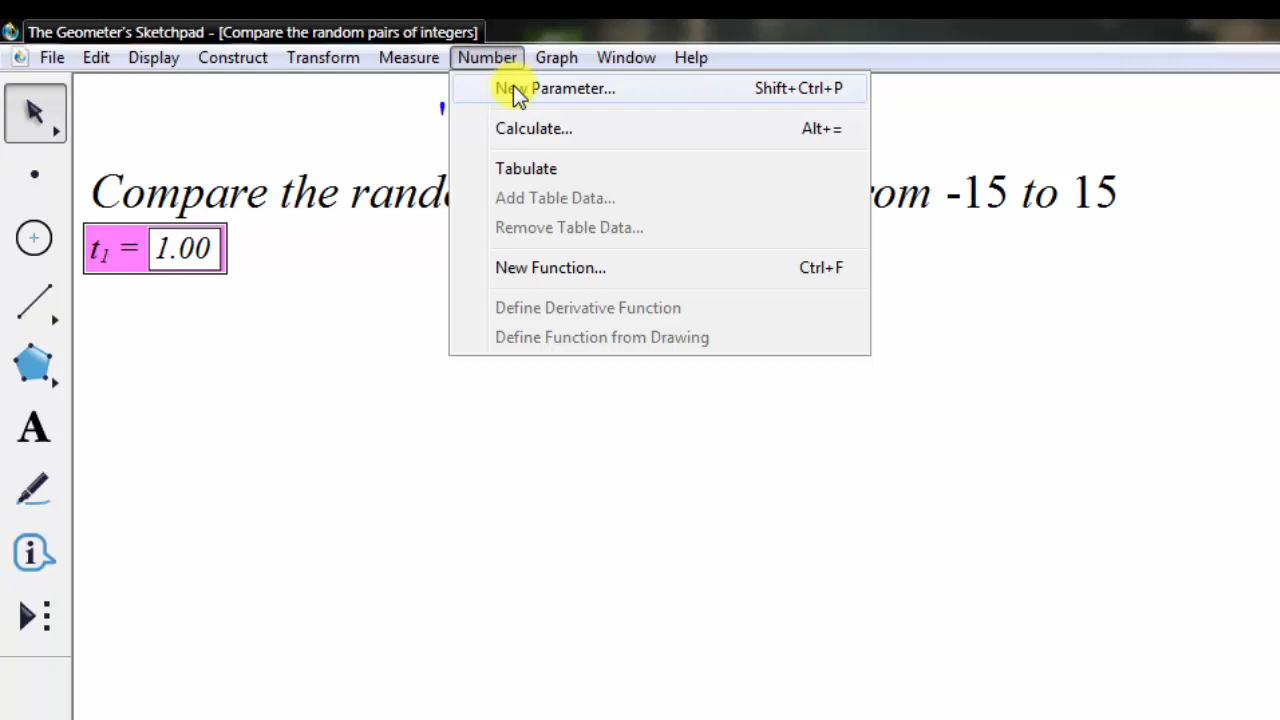 The Geometer's Sketchpad - [Compare the random pairs of integers]
File Edit Display Construct Transform Measure Number Graph Window Help
New Parameter... Shift+Ctrl+P
Calculate... Alt+=
Tabulate
Add Table Data...
Remove Table Data...
New Function... Ctrl+F
Define Derivative Function
Define Function from Drawing
Compare the -15 to 15
t₁ = 1.00
A